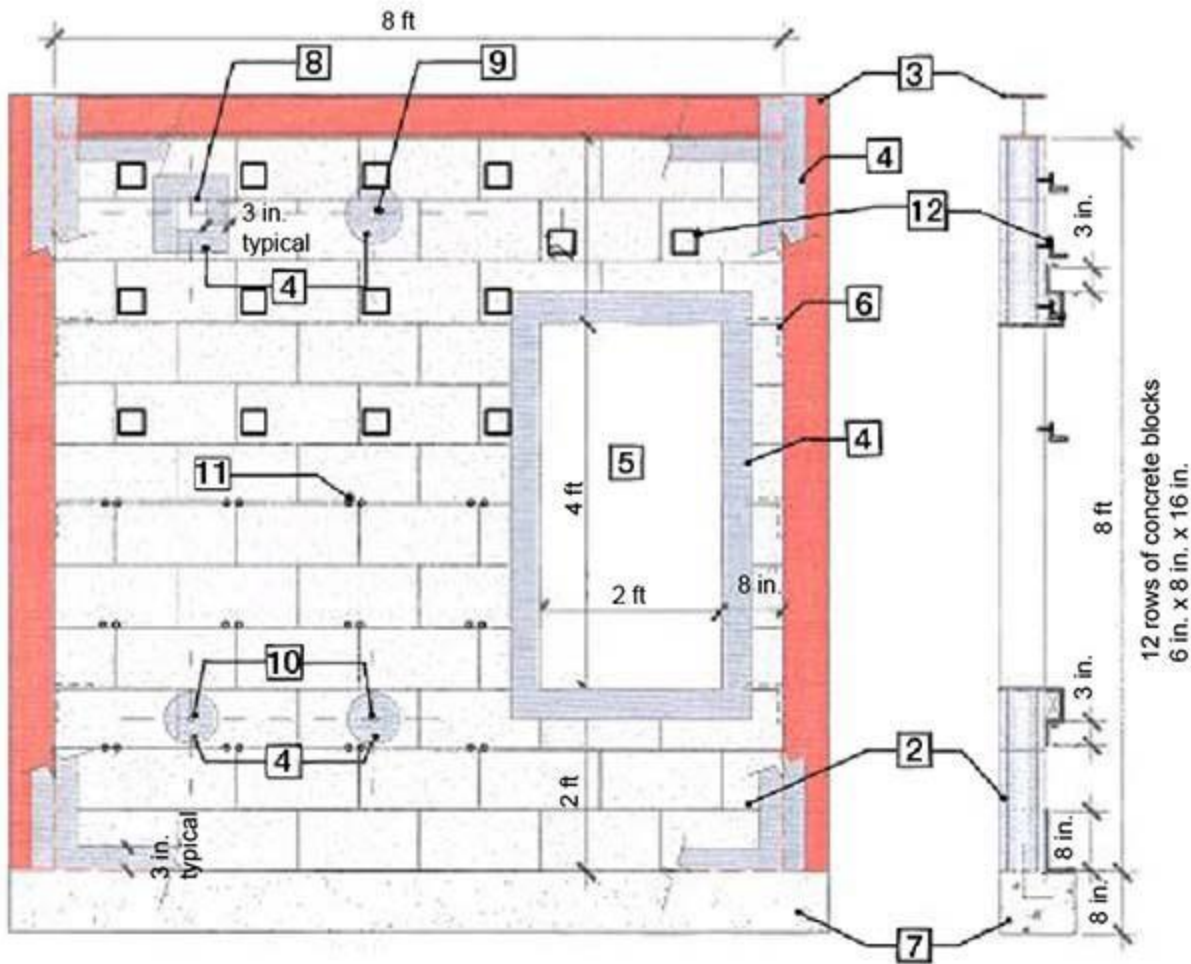 8 ft
8
9
3
4
12
3 in.
typical
3 in.
4
6
4
5
11
4 ft
8 ft
12 rows of concrete blocks
6 in. x 8 in. x 16 in.
2 ft
8 in.
10
3 in.
4
2
2 ft
3 in.
typical
8 in.
8 in.
7